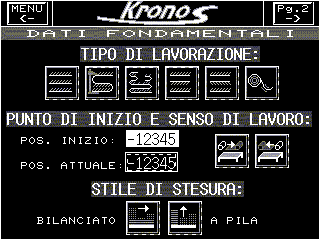 MENU
<-
KronoS
Pg.2
->
DATI FONDAMENTALI
TIPO DI LAVORAZIONE:
PUNTO DI INIZIO E SENSO DI LAVORO:
POS. INIZIO: -12345
POS. ATTUALE: -12345
STILE DI STESURA:
BILANCIATO A PILA